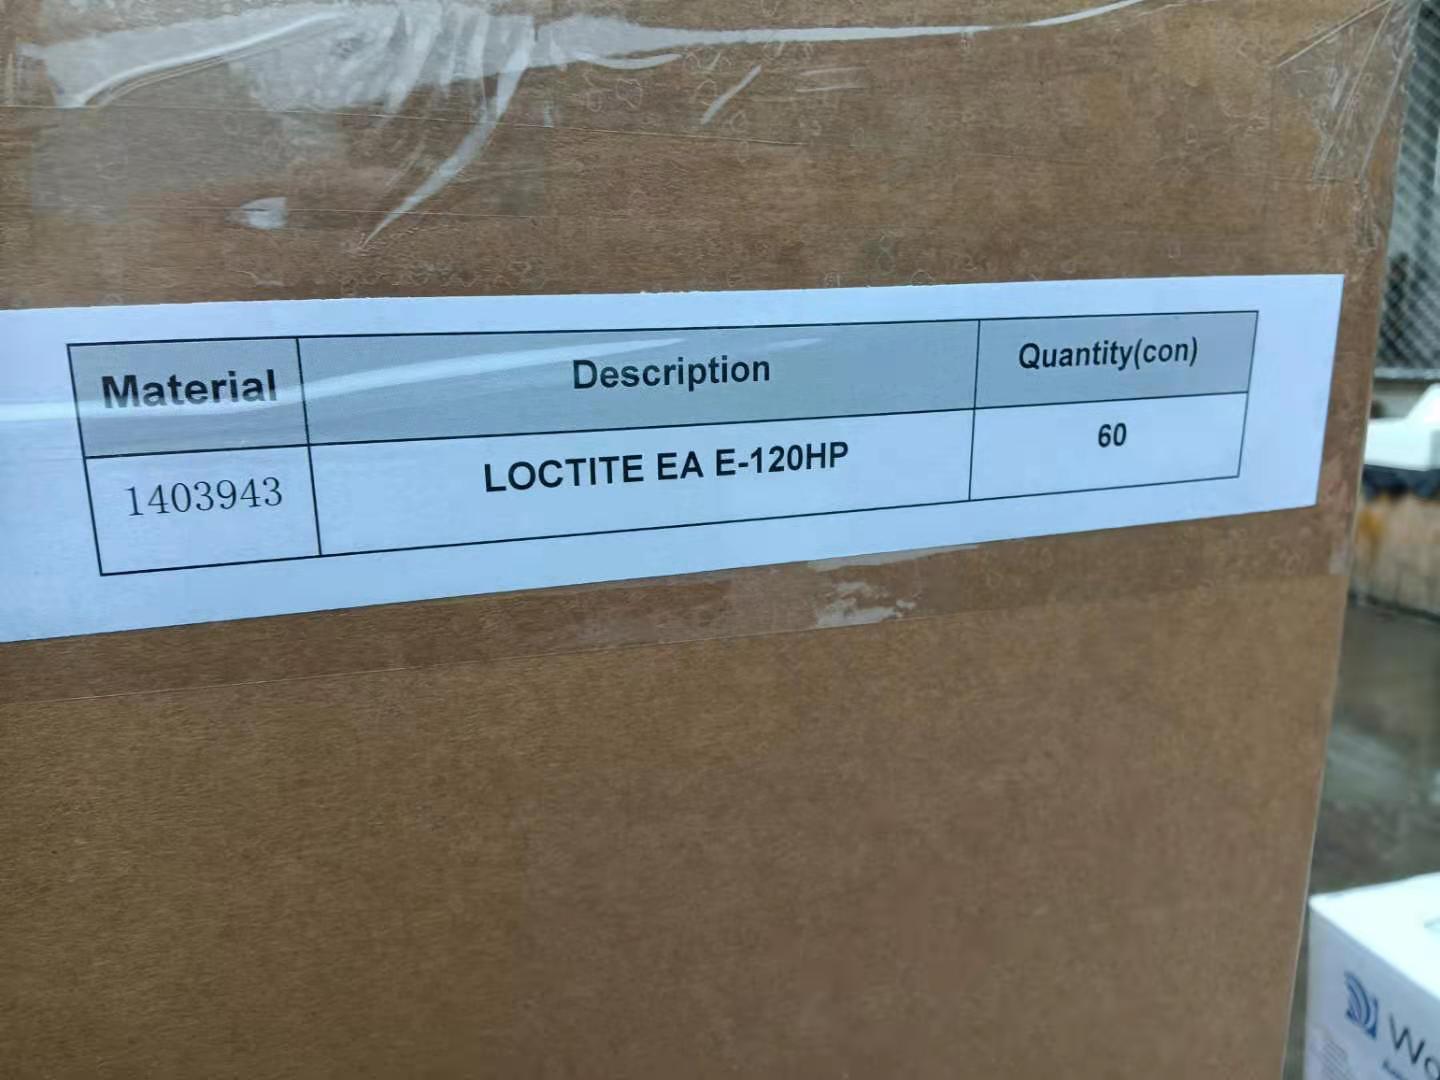 Material Description Quantity(con)
1403943 LOCTITE EA E-120HP 60